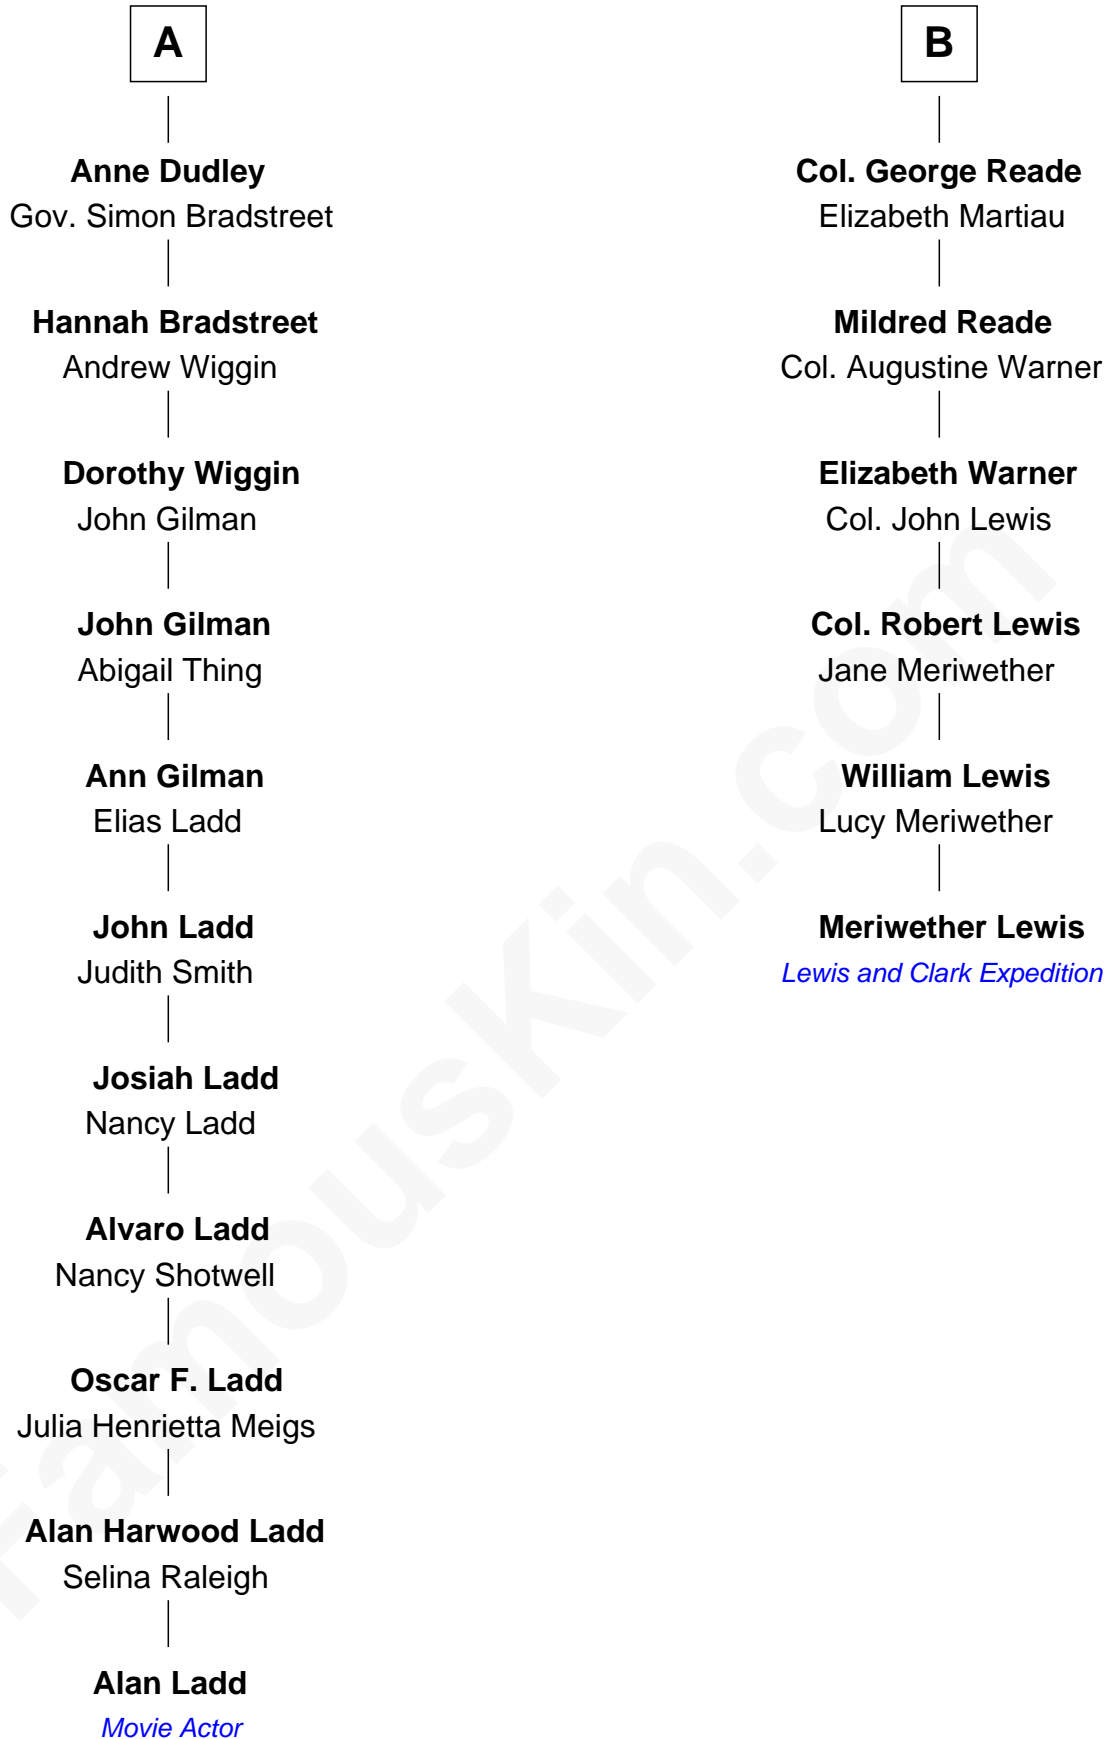 A
Anne Dudley
Gov. Simon Bradstreet
Hannah Bradstreet
Andrew Wiggin
Dorothy Wiggin
John Gilman
John Gilman
Abigail Thing
Ann Gilman
Elias Ladd
John Ladd
Judith Smith
Josiah Ladd
Nancy Ladd
Alvaro Ladd
Nancy Shotwell
Oscar F. Ladd
Julia Henrietta Meigs
Alan Harwood Ladd
Selina Raleigh
Alan Ladd
Movie Actor
B
Col. George Reade
Elizabeth Martiau
Mildred Reade
Col. Augustine Warner
Elizabeth Warner
Col. John Lewis
Col. Robert Lewis
Jane Meriwether
William Lewis
Lucy Meriwether
Meriwether Lewis
Lewis and Clark Expedition
FamousKin.com